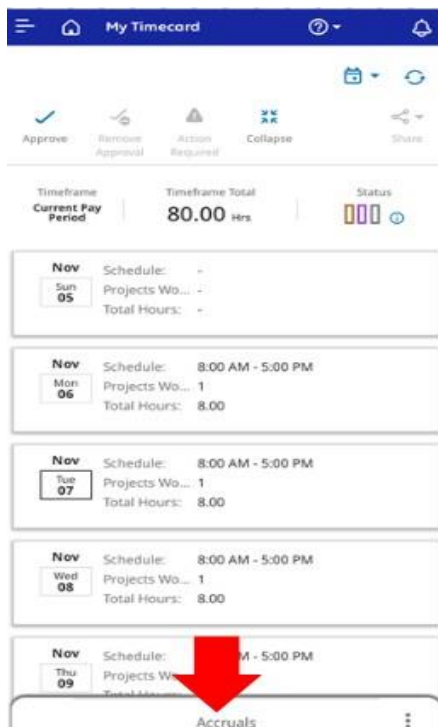 My Timecard
Approve
Remove Approval
Action Required
Collapse
Share
Timeframe
Current Pay Period
Timeframe Total
80.00 Hrs
Status
Nov
Sun
05
Schedule: -
Projects Wo... -
Total Hours: -
Nov
Mon
06
Schedule: 8:00 AM - 5:00 PM
Projects Wo... 1
Total Hours: 8.00
Nov
Tue
07
Schedule: 8:00 AM - 5:00 PM
Projects Wo... 1
Total Hours: 8.00
Nov
Wed
08
Schedule: 8:00 AM - 5:00 PM
Projects Wo... 1
Total Hours: 8.00
Nov
Thu
09
Schedule: M - 5:00 PM
Projects
Accruals